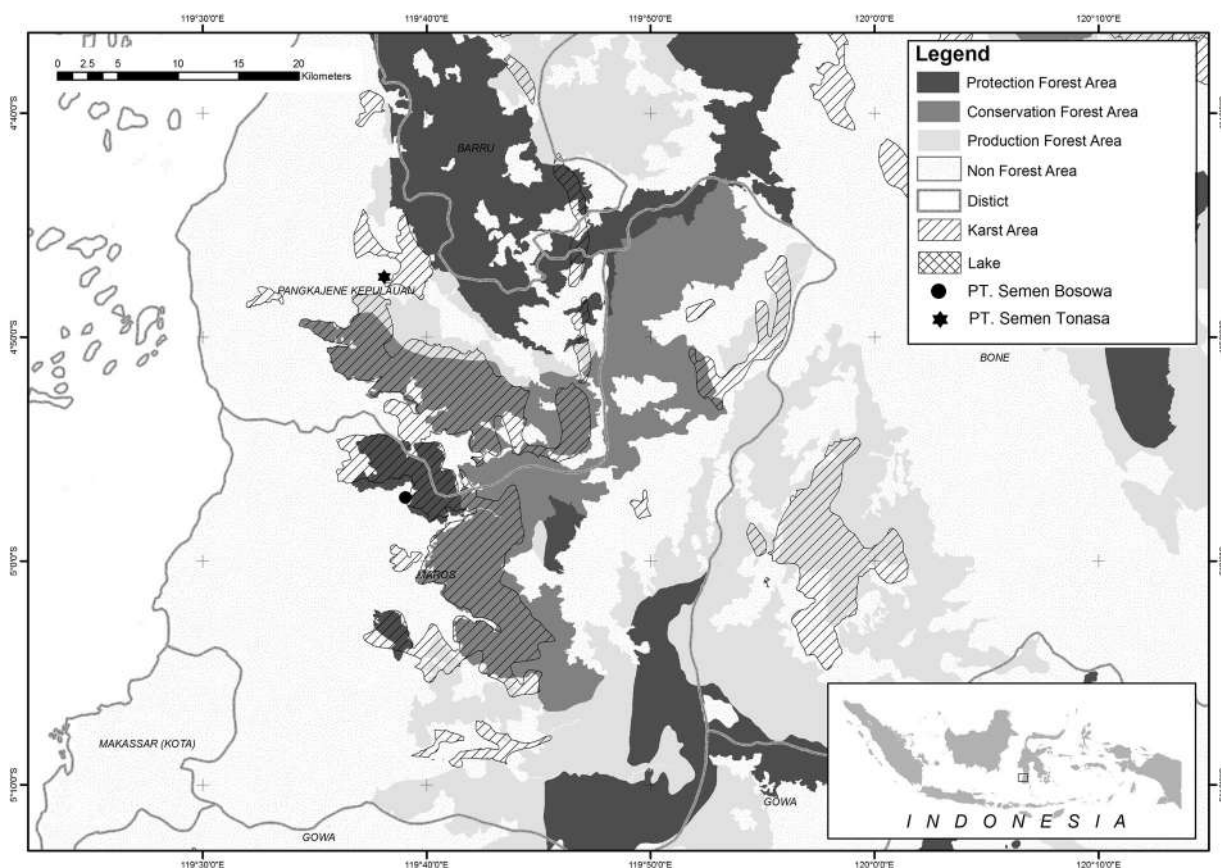 119°30'0"E 119°40'0"E 119°50'0"E 120°0'0"E 120°10'0"E
0 2.5 5 10 15 20
Kilometers
Legend
Protection Forest Area
Conservation Forest Area
Production Forest Area
Non Forest Area
Distict
Karst Area
Lake
PT. Semen Bosowa
PT. Semen Tonasa
4°40'0"S
BARRU
PANGKAJENE KEPULAUAN
4°50'0"S
BONE
5°0'0"S
MAROS
MAKASSAR (KOTA)
5°10'0"S
GOWA
GOWA
INDONESIA
119°30'0"E 119°40'0"E 119°50'0"E 120°0'0"E 120°10'0"E